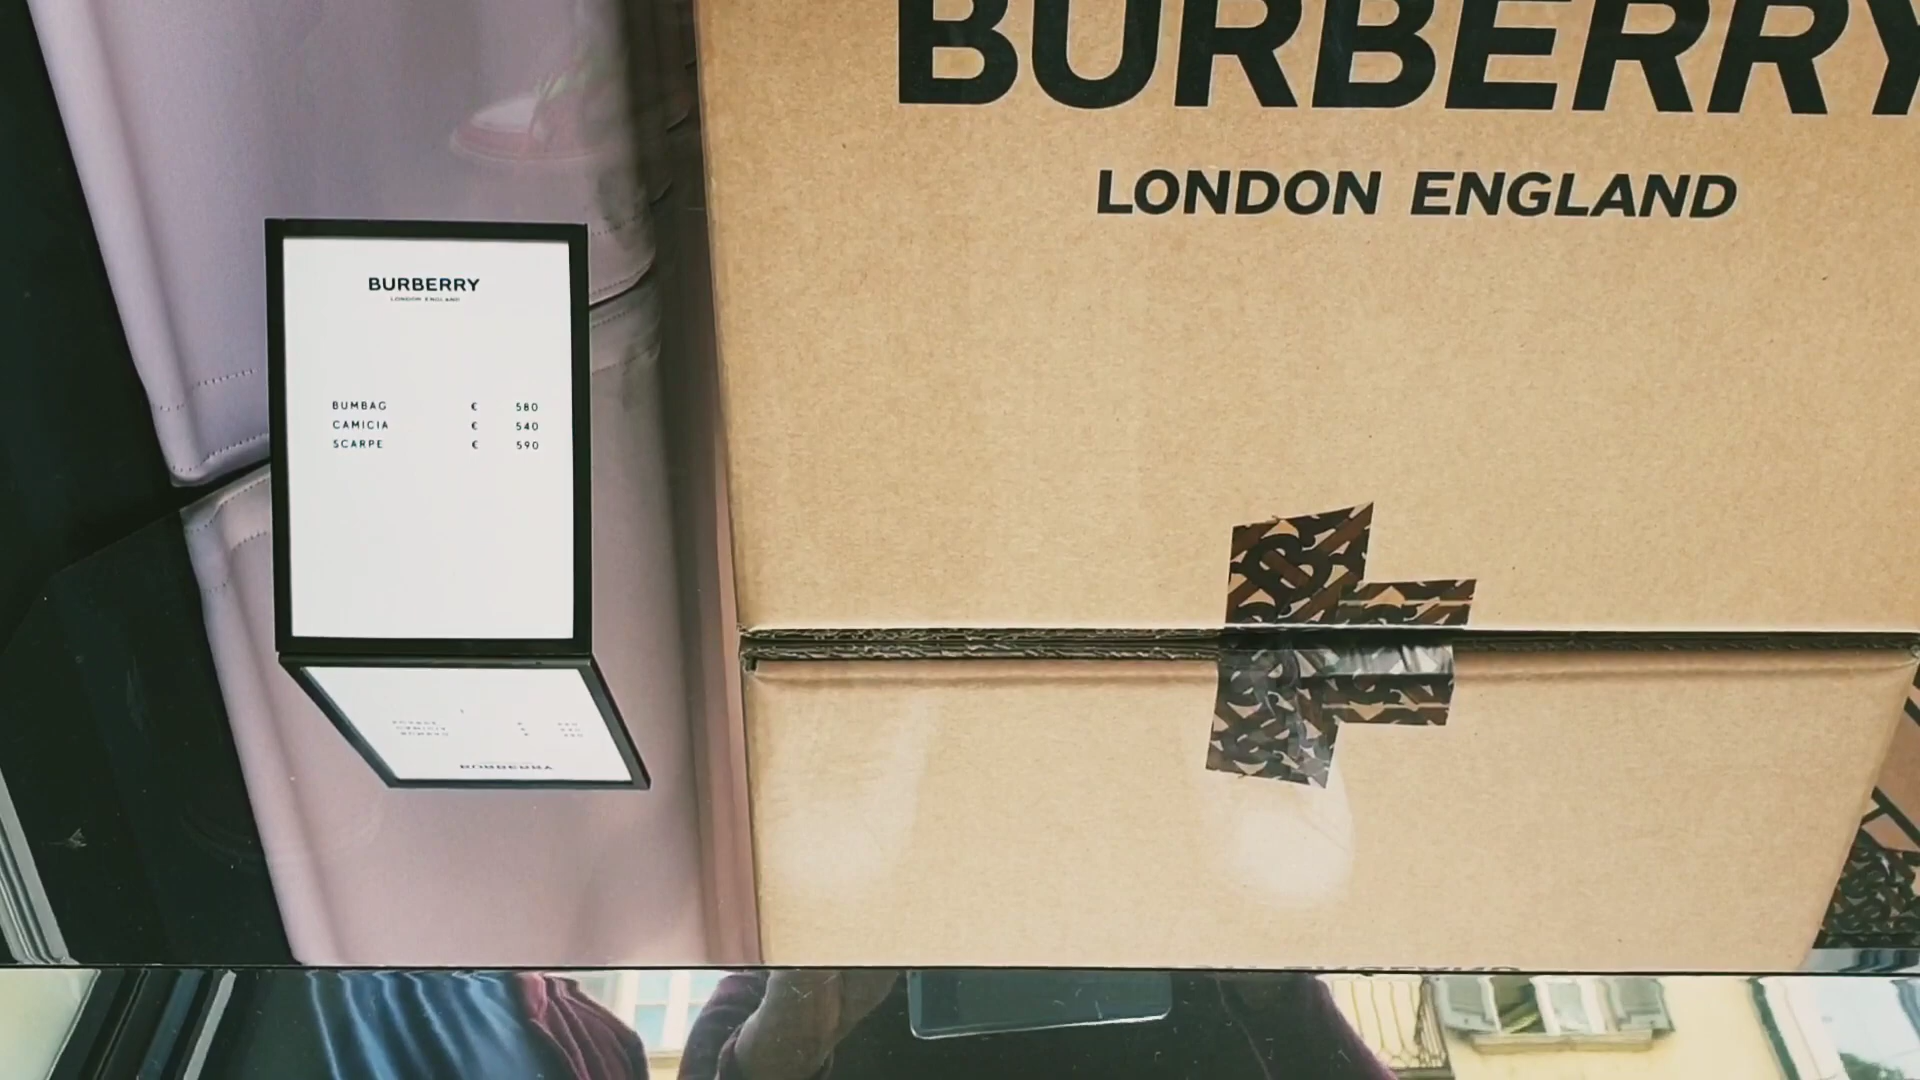 BURBERRY
LONDON ENGLAND
BURBERRY
LONDON ENGLAND
BUMBAG € 580
CAMICIA € 540
SCARPE € 590